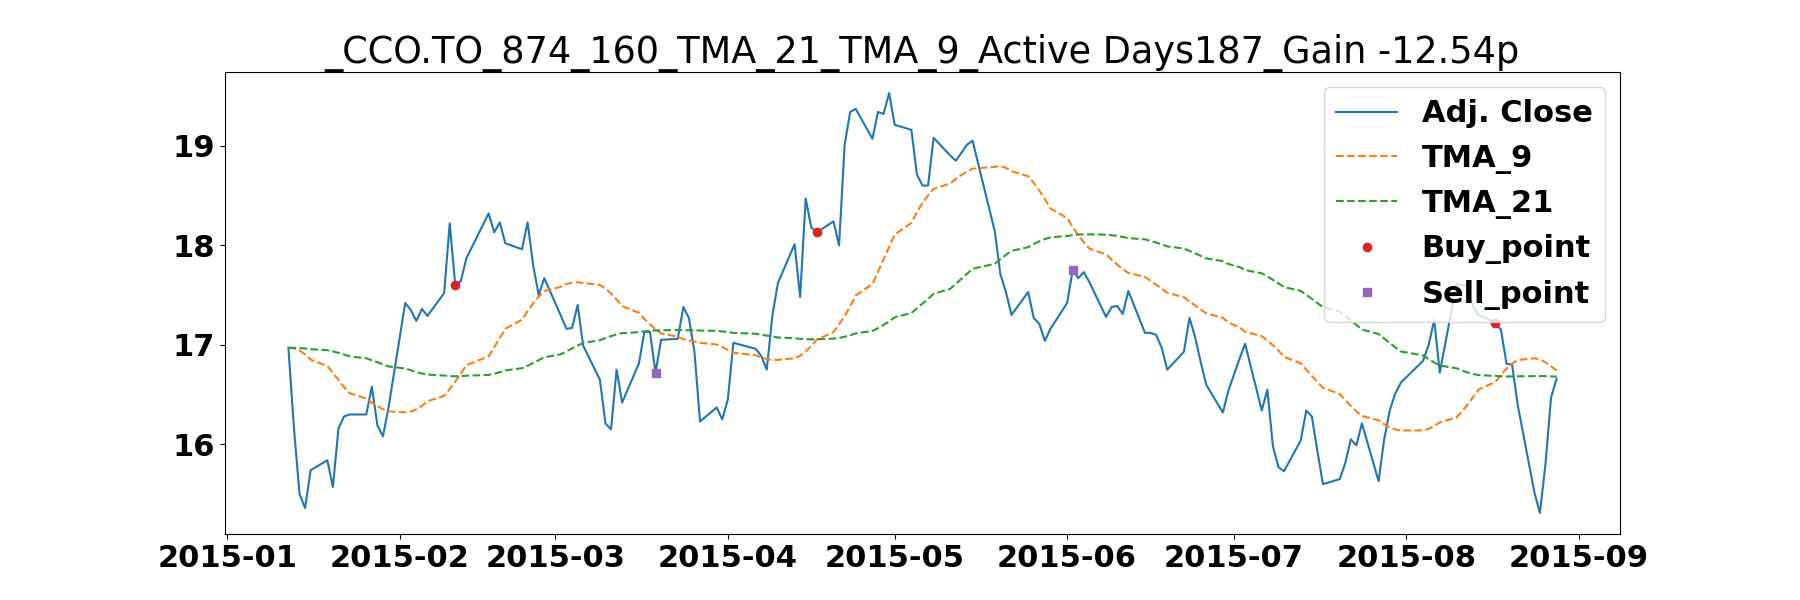 _CCO.TO_874_160_TMA_21_TMA_9_Active Days187_Gain -12.54p
Adj. Close
TMA_9
TMA_21
Buy_point
Sell_point
19
18
17
16
2015-01 2015-02 2015-03 2015-04 2015-05 2015-06 2015-07 2015-08 2015-09